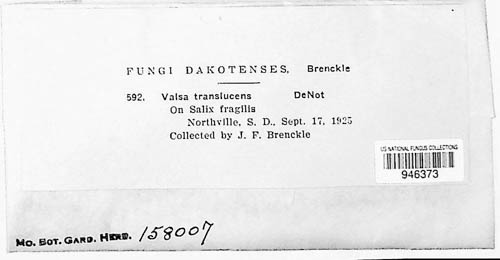 FUNGI DAKOTENSES, Brenckle
592. Valsa translucens DeNot
On Salix fragilis
Northville, S. D., Sept. 17, 1925
Collected by J. F. Brenckle
US NATIONAL FUNGUS COLLECTIONS
946373
MO. BOT. GARD. HERB. 158007